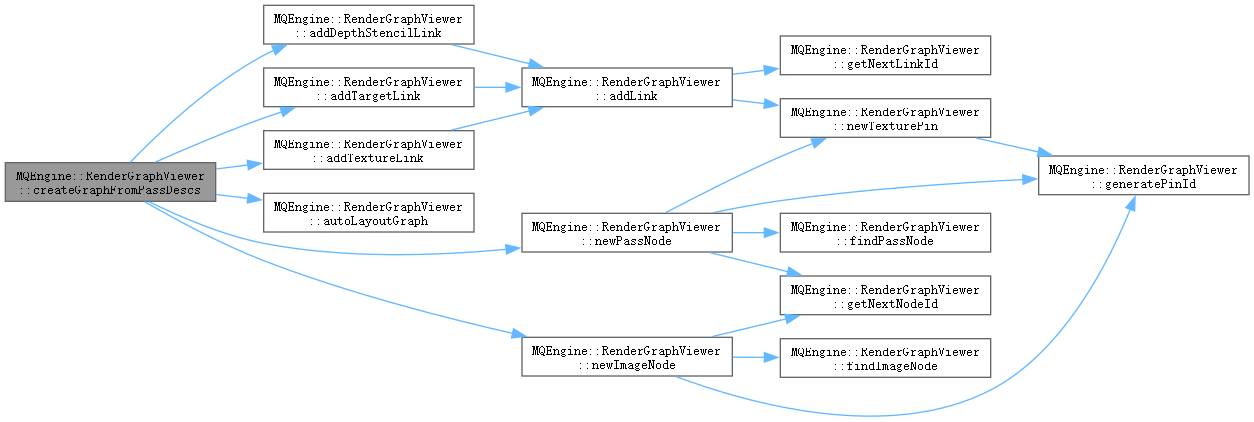 MQEngine::RenderGraphViewer
::createGraphFromPassDescs
MQEngine::RenderGraphViewer
::addDepthStencilLink
MQEngine::RenderGraphViewer
::addTargetLink
MQEngine::RenderGraphViewer
::addTextureLink
MQEngine::RenderGraphViewer
::autoLayoutGraph
MQEngine::RenderGraphViewer
::addLink
MQEngine::RenderGraphViewer
::newPassNode
MQEngine::RenderGraphViewer
::newImageNode
MQEngine::RenderGraphViewer
::getNextLinkId
MQEngine::RenderGraphViewer
::newTexturePin
MQEngine::RenderGraphViewer
::findPassNode
MQEngine::RenderGraphViewer
::getNextNodeId
MQEngine::RenderGraphViewer
::findImageNode
MQEngine::RenderGraphViewer
::generatePinId